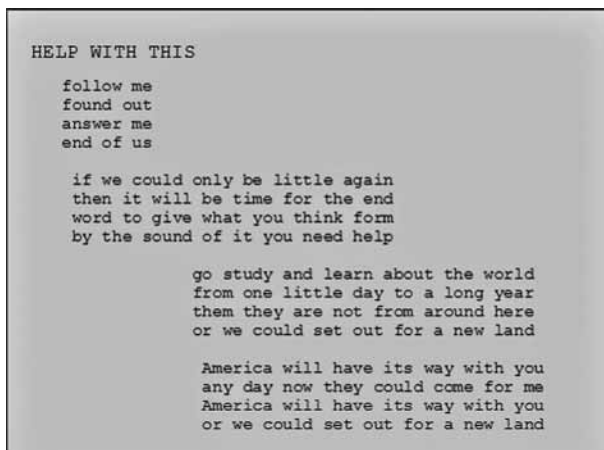 HELP WITH THIS
follow me
found out
answer me
end of us
if we could only be little again
then it will be time for the end
word to give what you think form
by the sound of it you need help
go study and learn about the world
from one little day to a long year
them they are not from around here
or we could set out for a new land
America will have its way with you
any day now they could come for me
America will have its way with you
or we could set out for a new land